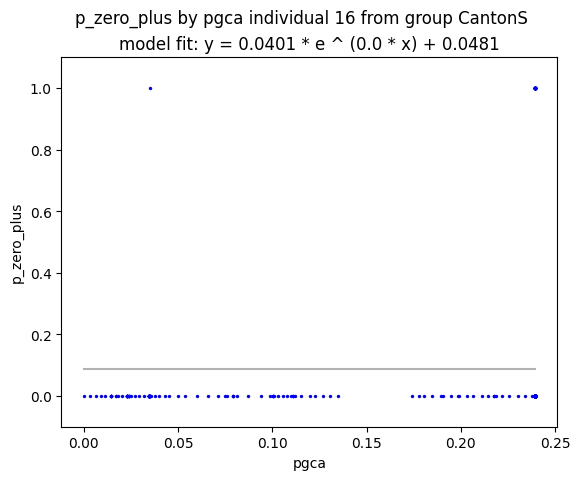 p_zero_plus by pgca individual 16 from group CantonS
model fit: y = 0.0401 * e ^ (0.0 * x) + 0.0481
1.0
0.8
0.6
0.4
0.2
0.0
p_zero_plus
0.00 0.05 0.10 0.15 0.20 0.25
pgca